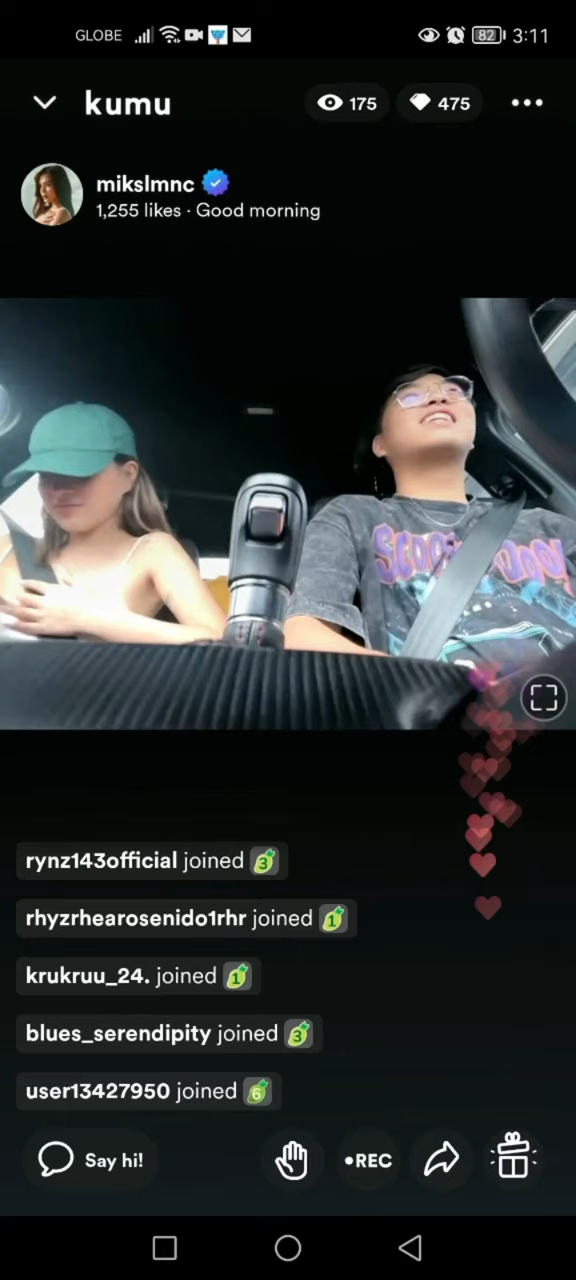 GLOBE 82 3:11
kumu 175 475
mikslmnc
1,255 likes · Good morning
rynz143official joined 3
rhyzrhearosenido1rhr joined 1
krukruu_24. joined 1
blues_serendipity joined 3
user13427950 joined 6
Say hi! •REC